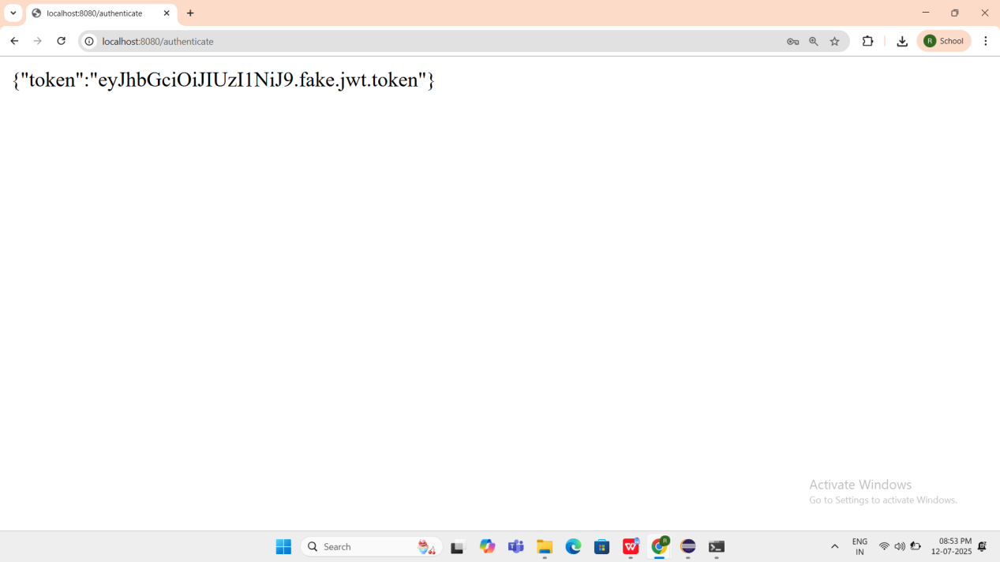 localhost:8080/authenticate
localhost:8080/authenticate
R School
{"token":"eyJhbGciOiJIUzI1NiJ9.fake.jwt.token"}
Activate Windows
Go to Settings to activate Windows.
Search
R
ENG
IN
08:53 PM
12-07-2025